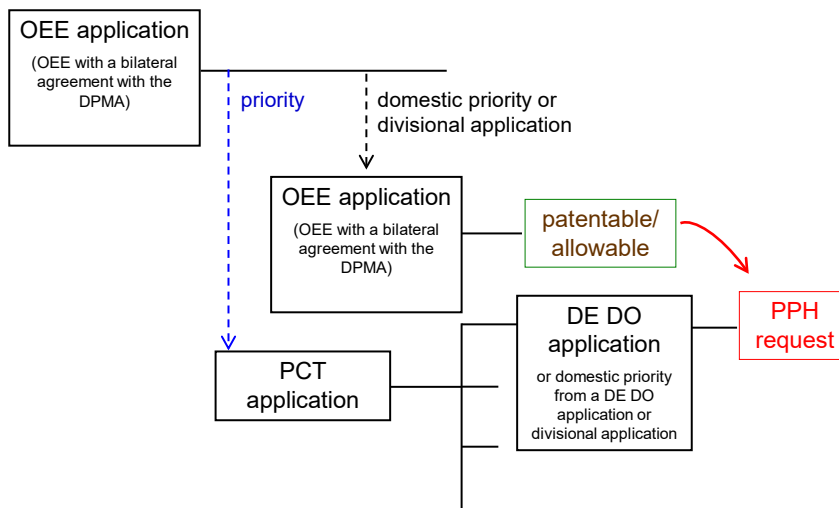 OEE application
(OEE with a bilateral
agreement with the
DPMA)
priority
domestic priority or
divisional application
OEE application
(OEE with a bilateral
agreement with the
DPMA)
patentable/
allowable
PPH
request
DE DO
application
or domestic priority
from a DE DO
application or
divisional application
PCT
application